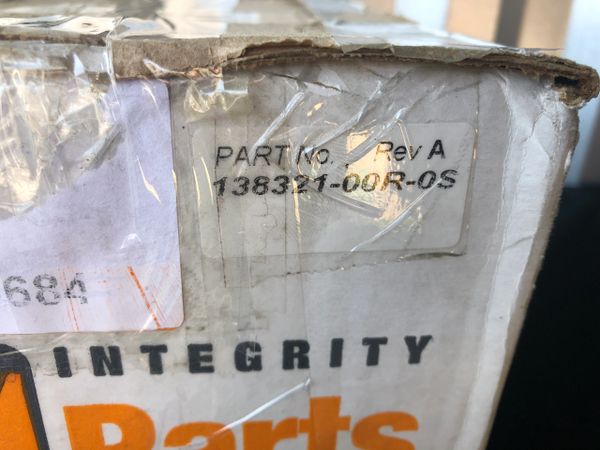 PART No. Rev A
138321-00R-0S
684
INTEGRITY
Parts